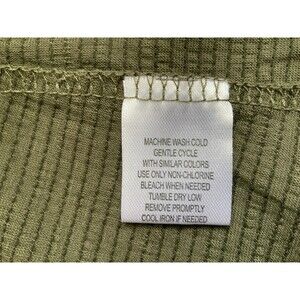 MACHINE WASH COLD
GENTLE CYCLE
WITH SIMILAR COLORS
USE ONLY NON-CHLORINE
BLEACH WHEN NEEDED
TUMBLE DRY LOW
REMOVE PROMPTLY
COOL IRON IF NEEDED